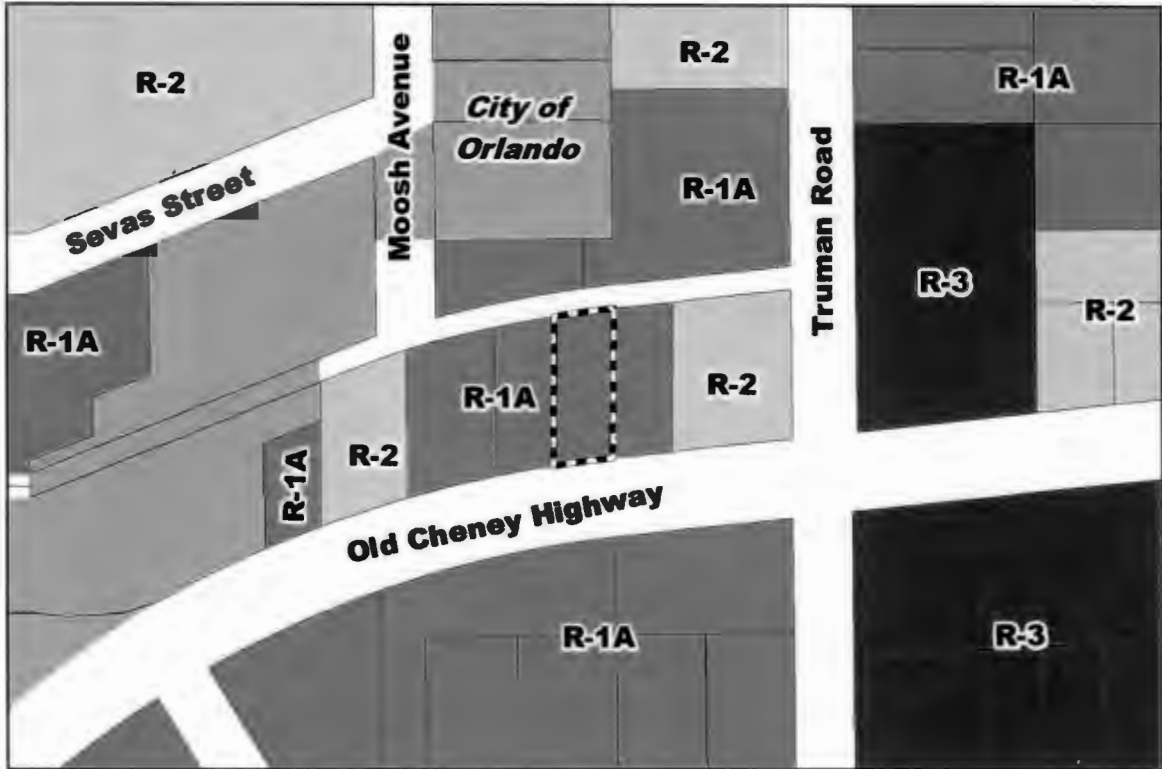 R-2
Moosh Avenue
City of
Orlando
R-2
R-1A
Truman Road
R-1A
Sevas Street
R-1A
R-3
R-2
R-1A
R-1A
R-2
R-1A
R-2
Old Cheney Highway
R-1A
R-3